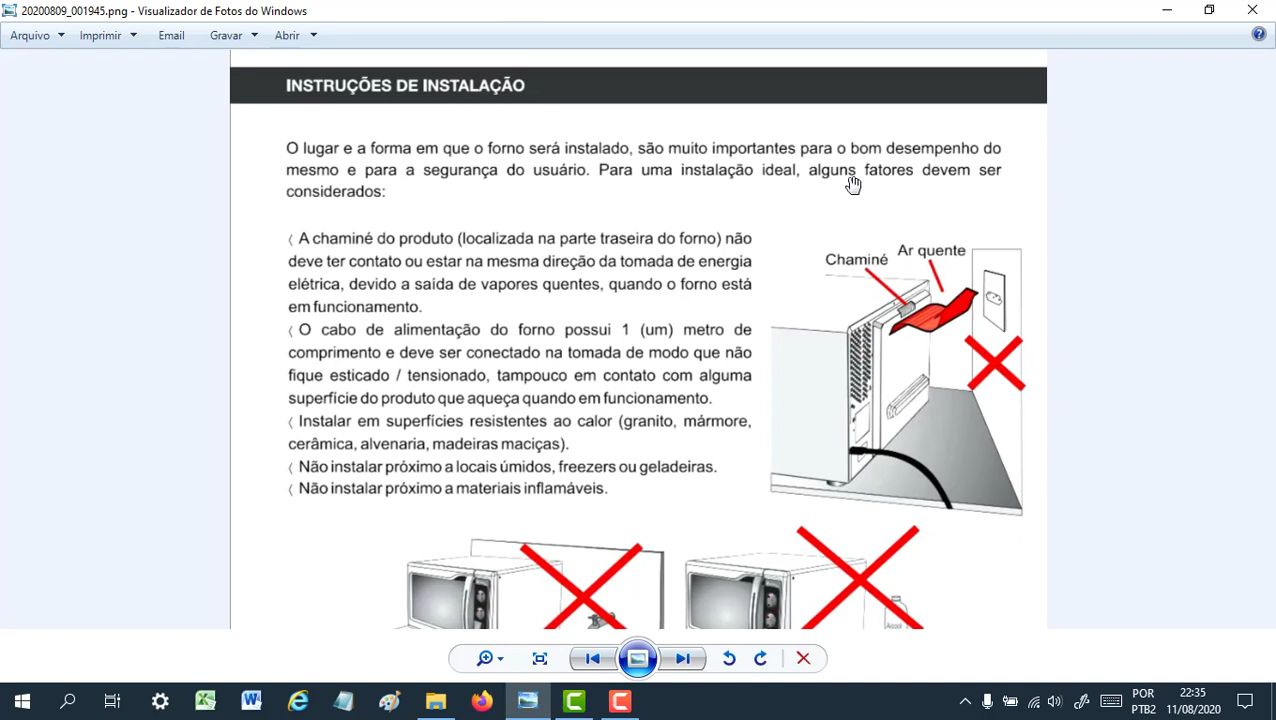 20200809_001945.png - Visualizador de Fotos do Windows
Arquivo Imprimir Email Gravar Abrir
INSTRUÇÕES DE INSTALAÇÃO
O lugar e a forma em que o forno será instalado, são muito importantes para o bom desempenho do
mesmo e para a segurança do usuário. Para uma instalação ideal, alguns fatores devem ser
considerados:
〈 A chaminé do produto (localizada na parte traseira do forno) não
deve ter contato ou estar na mesma direção da tomada de energia
elétrica, devido a saída de vapores quentes, quando o forno está
em funcionamento.
〈 O cabo de alimentação do forno possui 1 (um) metro de
comprimento e deve ser conectado na tomada de modo que não
fique esticado / tensionado, tampouco em contato com alguma
superfície do produto que aqueça quando em funcionamento.
〈 Instalar em superfícies resistentes ao calor (granito, mármore,
cerâmica, alvenaria, madeiras maciças).
〈 Não instalar próximo a locais úmidos, freezers ou geladeiras.
〈 Não instalar próximo a materiais inflamáveis.
Chaminé
Ar quente
Álcool
POR
PTB2
22:35
11/08/2020